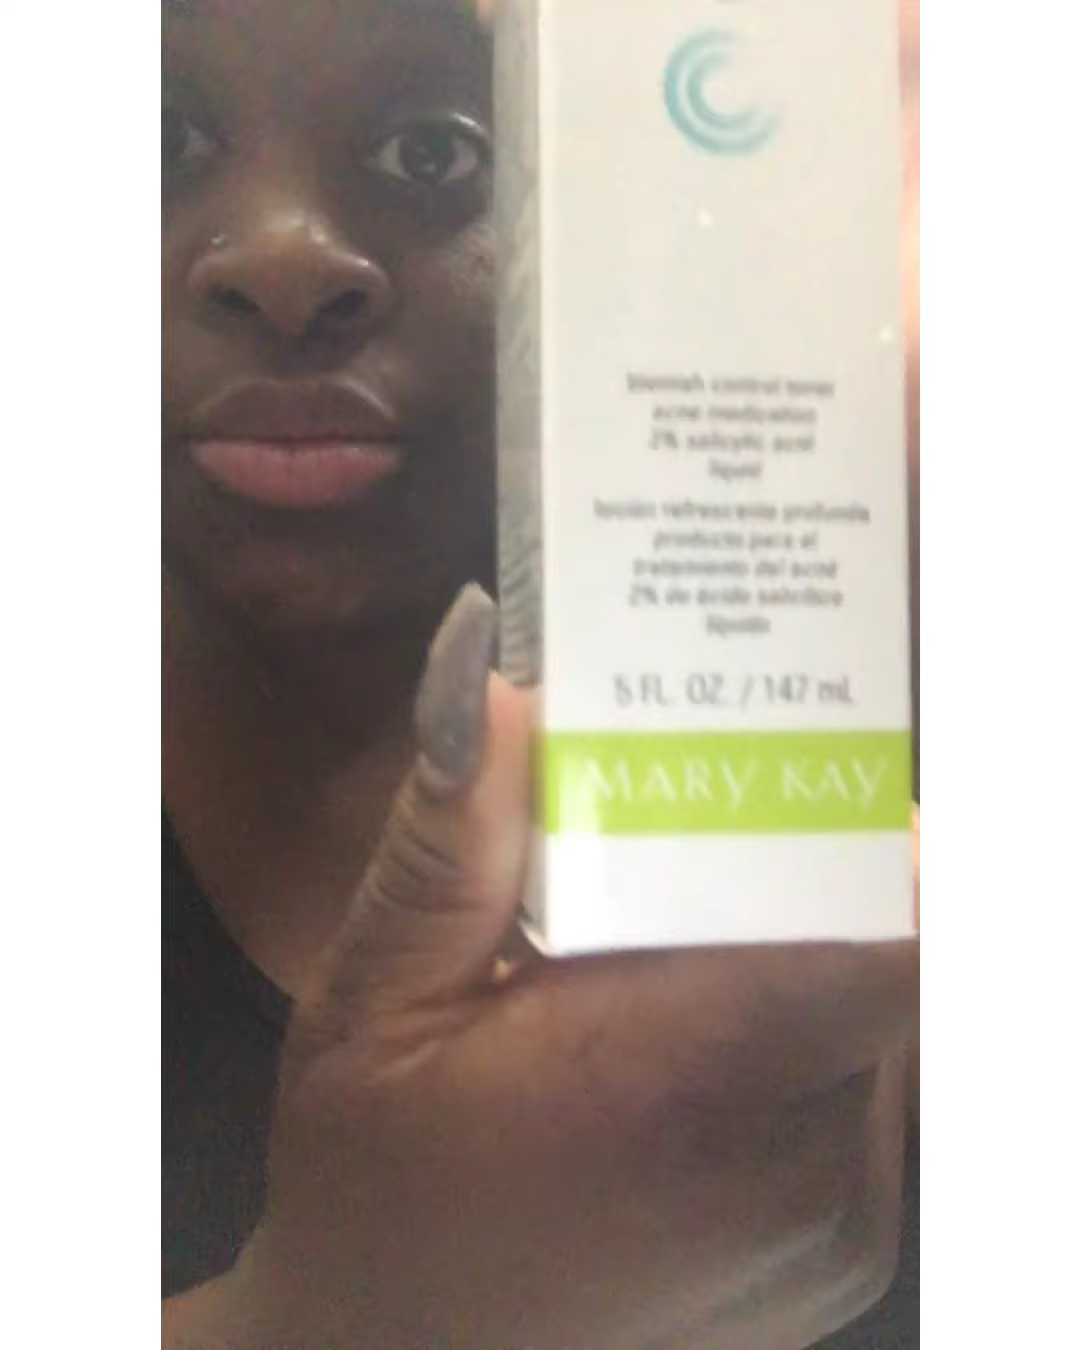 blemish control toner
acne medication
2% salicylic acid
liquid
loción refrescante profunda
producto para el
tratamiento del acné
2% de ácido salicílico
líquido
5 FL. OZ. / 147 mL
MARY KAY